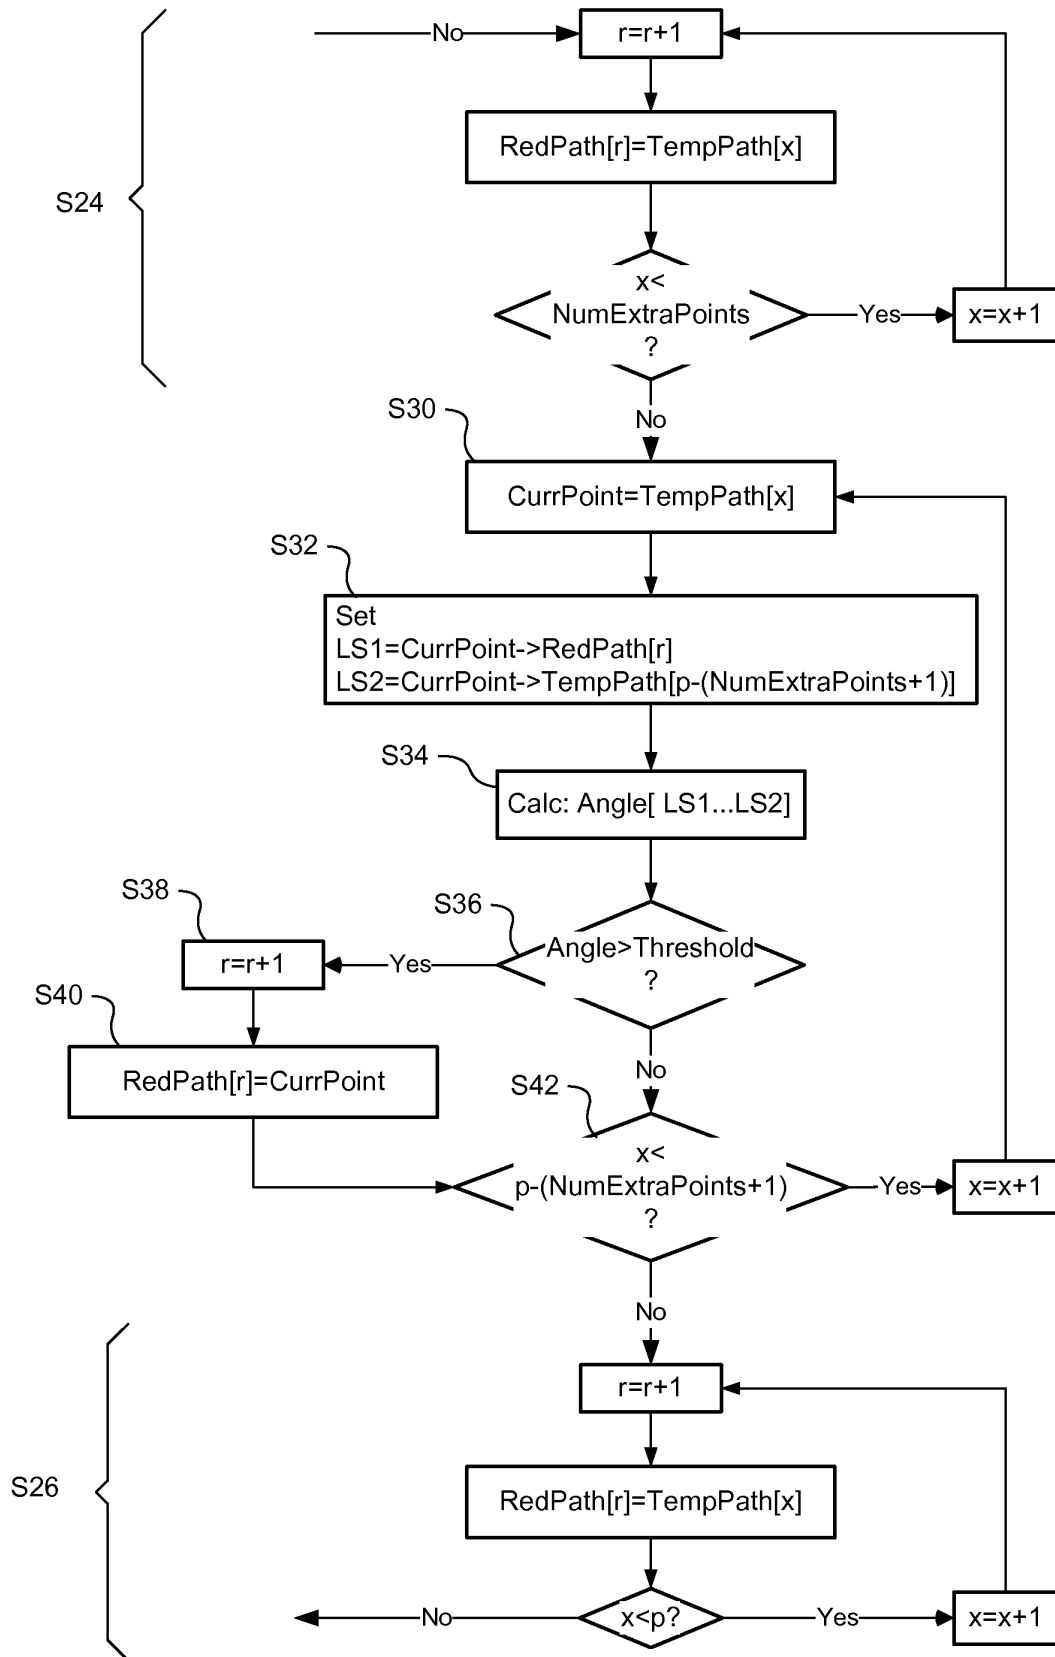 No
r=r+1
RedPath[r]=TempPath[x]
S24
x<
NumExtraPoints
?
Yes
x=x+1
No
S30
CurrPoint=TempPath[x]
S32
Set
LS1=CurrPoint->RedPath[r]
LS2=CurrPoint->TempPath[p-(NumExtraPoints+1)]
S34
Calc: Angle[ LS1...LS2]
S38
S36
Angle>Threshold
?
Yes
r=r+1
S40
RedPath[r]=CurrPoint
No
S42
x<
p-(NumExtraPoints+1)
?
Yes
x=x+1
No
r=r+1
S26
RedPath[r]=TempPath[x]
No
x<p?
Yes
x=x+1